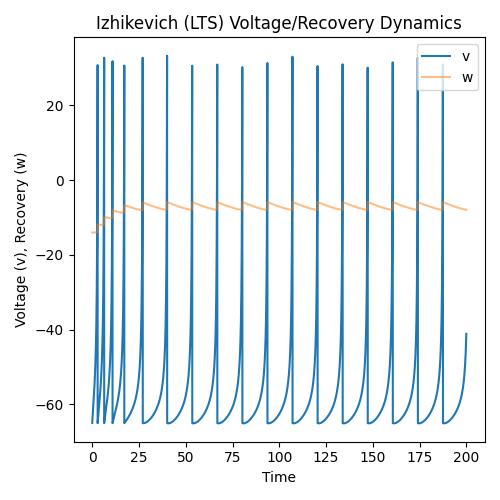 Izhikevich (LTS) Voltage/Recovery Dynamics
v
w
Voltage (v), Recovery (w)
20
0
−20
−40
−60
0
25
50
75
100
125
150
175
200
Time